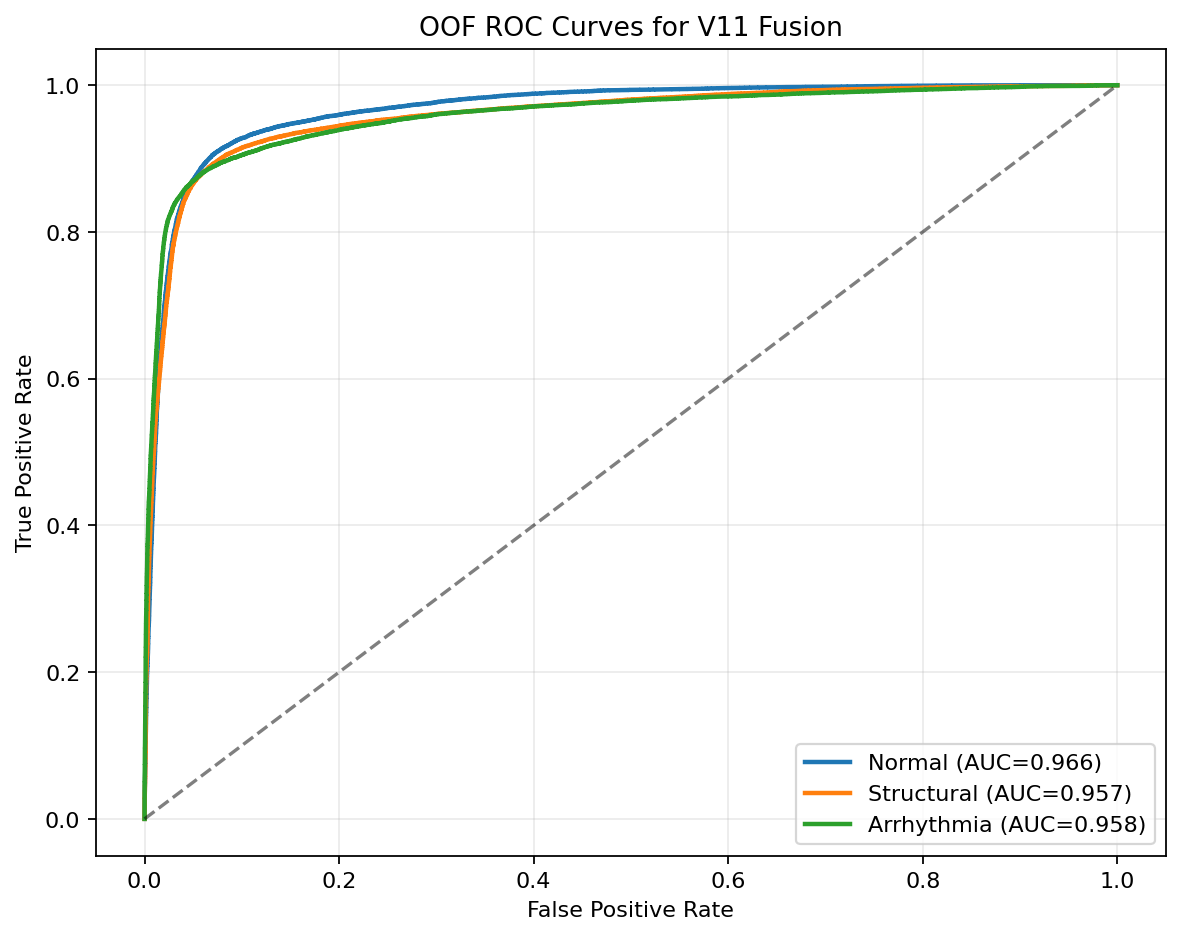 OOF ROC Curves for V11 Fusion
True Positive Rate
1.0
0.8
0.6
0.4
0.2
0.0
Normal (AUC=0.966)
Structural (AUC=0.957)
Arrhythmia (AUC=0.958)
0.0 0.2 0.4 0.6 0.8 1.0
False Positive Rate